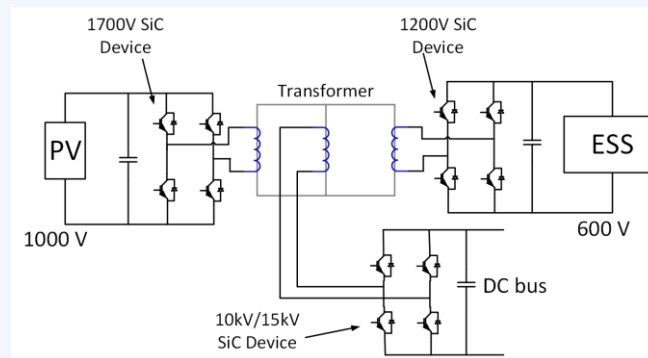 1700V SiC
Device
1200V SiC
Device
Transformer
PV
ESS
1000 V
600 V
DC bus
10kV/15kV
SiC Device